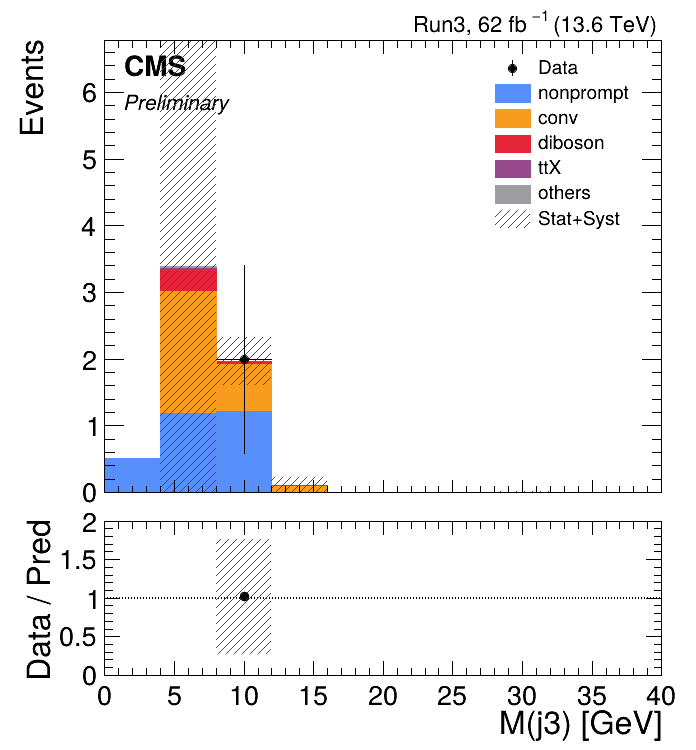 Run3, 62 fb⁻¹ (13.6 TeV)
CMS
Preliminary
Events
6
5
4
3
2
1
0
Data
nonprompt
conv
diboson
ttX
others
Stat+Syst
Data / Pred
2
1.5
1
0.5
0
0 5 10 15 20 25 30 35 40
M(j3) [GeV]